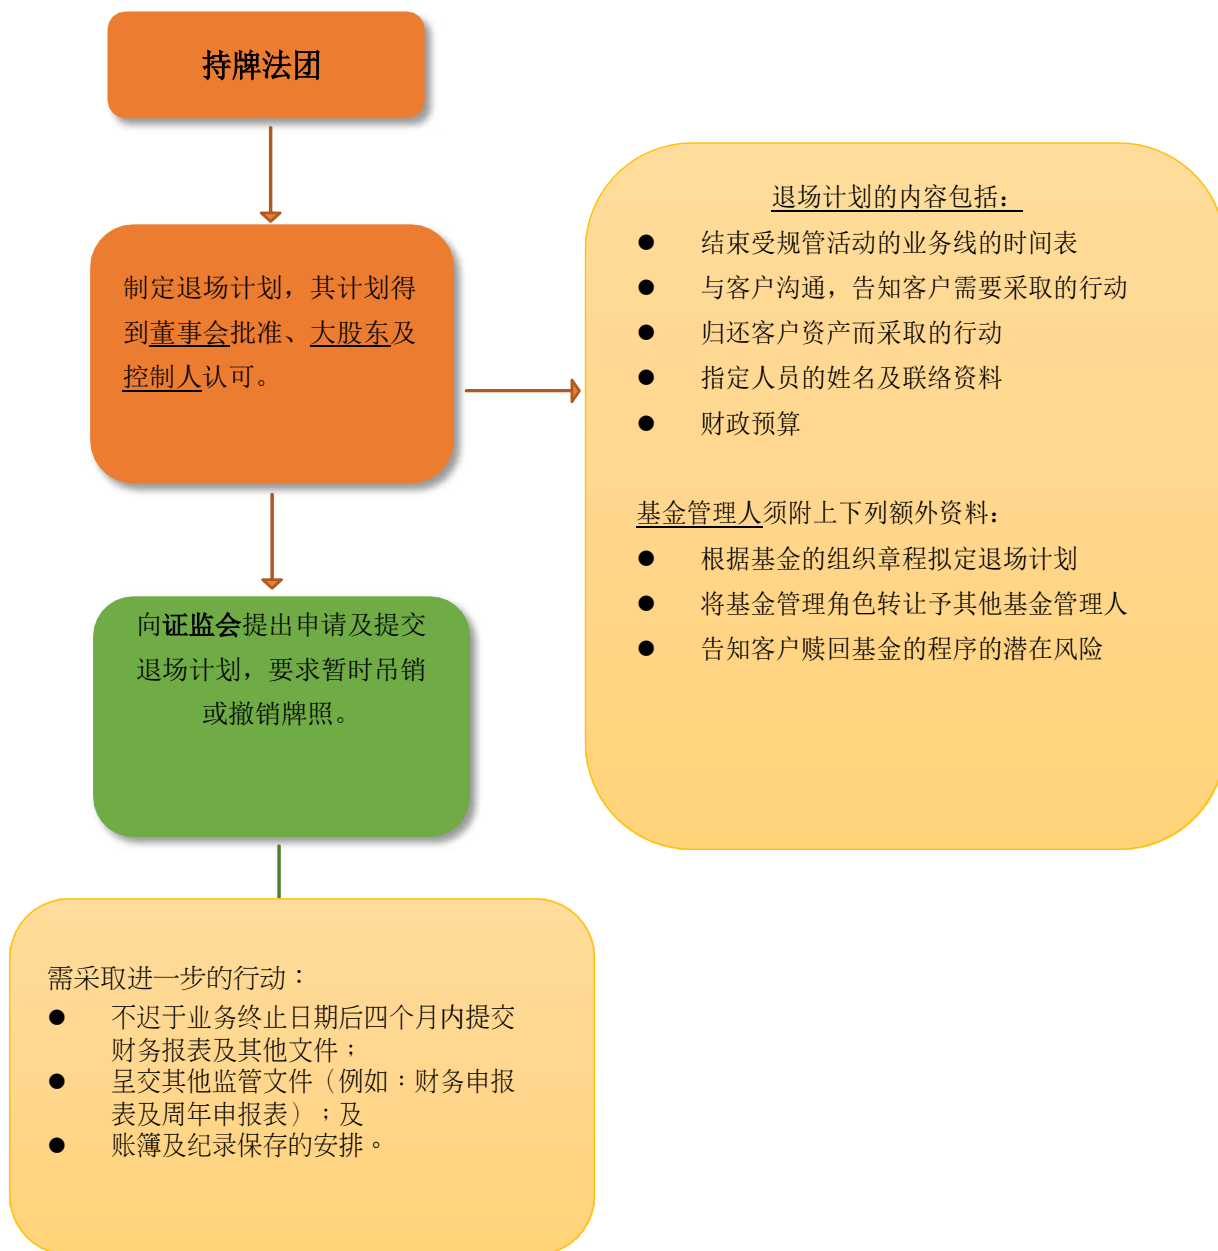 持牌法团
制定退场计划，其计划得
到董事会批准、大股东及
控制人认可。
退场计划的内容包括：
● 结束受规管活动的业务线的时间表
● 与客户沟通，告知客户需要采取的行动
● 归还客户资产而采取的行动
● 指定人员的姓名及联络资料
● 财政预算
基金管理人须附上下列额外资料：
● 根据基金的组织章程拟定退场计划
● 将基金管理角色转让予其他基金管理人
● 告知客户赎回基金的程序的潜在风险
向证监会提出申请及提交
退场计划，要求暂时吊销
或撤销牌照。
需采取进一步的行动：
● 不迟于业务终止日期后四个月内提交
财务报表及其他文件；
● 呈交其他监管文件（例如：财务申报
表及周年申报表）；及
● 账簿及纪录保存的安排。